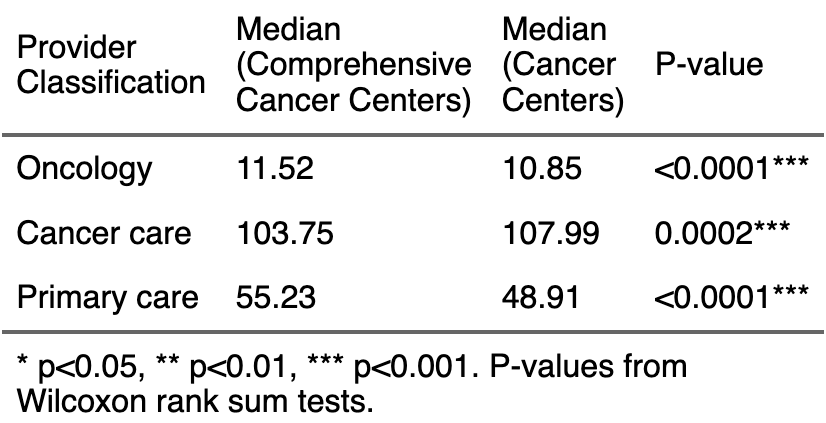 Provider Classification Median (Comprehensive Cancer Centers) Median (Cancer Centers) P-value
Oncology 11.52 10.85 <0.0001***
Cancer care 103.75 107.99 0.0002***
Primary care 55.23 48.91 <0.0001***
* p<0.05, ** p<0.01, *** p<0.001. P-values from
Wilcoxon rank sum tests.